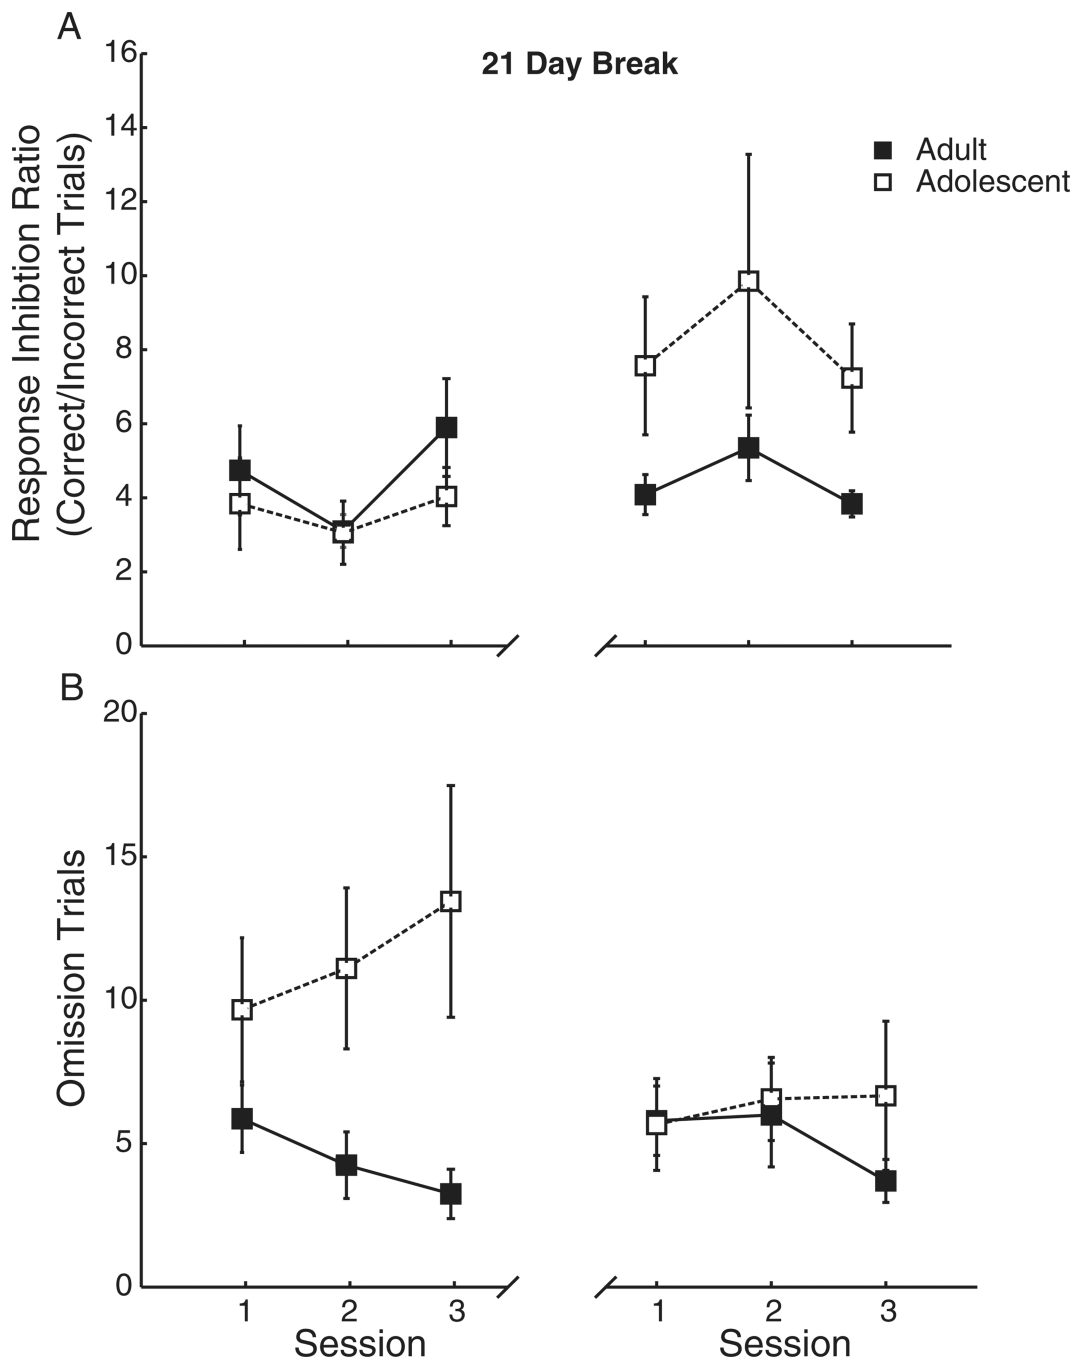 A
21 Day Break
Response Inhibtion Ratio
(Correct/Incorrect Trials)
16
14
12
10
8
6
4
2
0
Adult
Adolescent
B
Omission Trials
20
15
10
5
0
1 2 3 1 2 3
Session Session